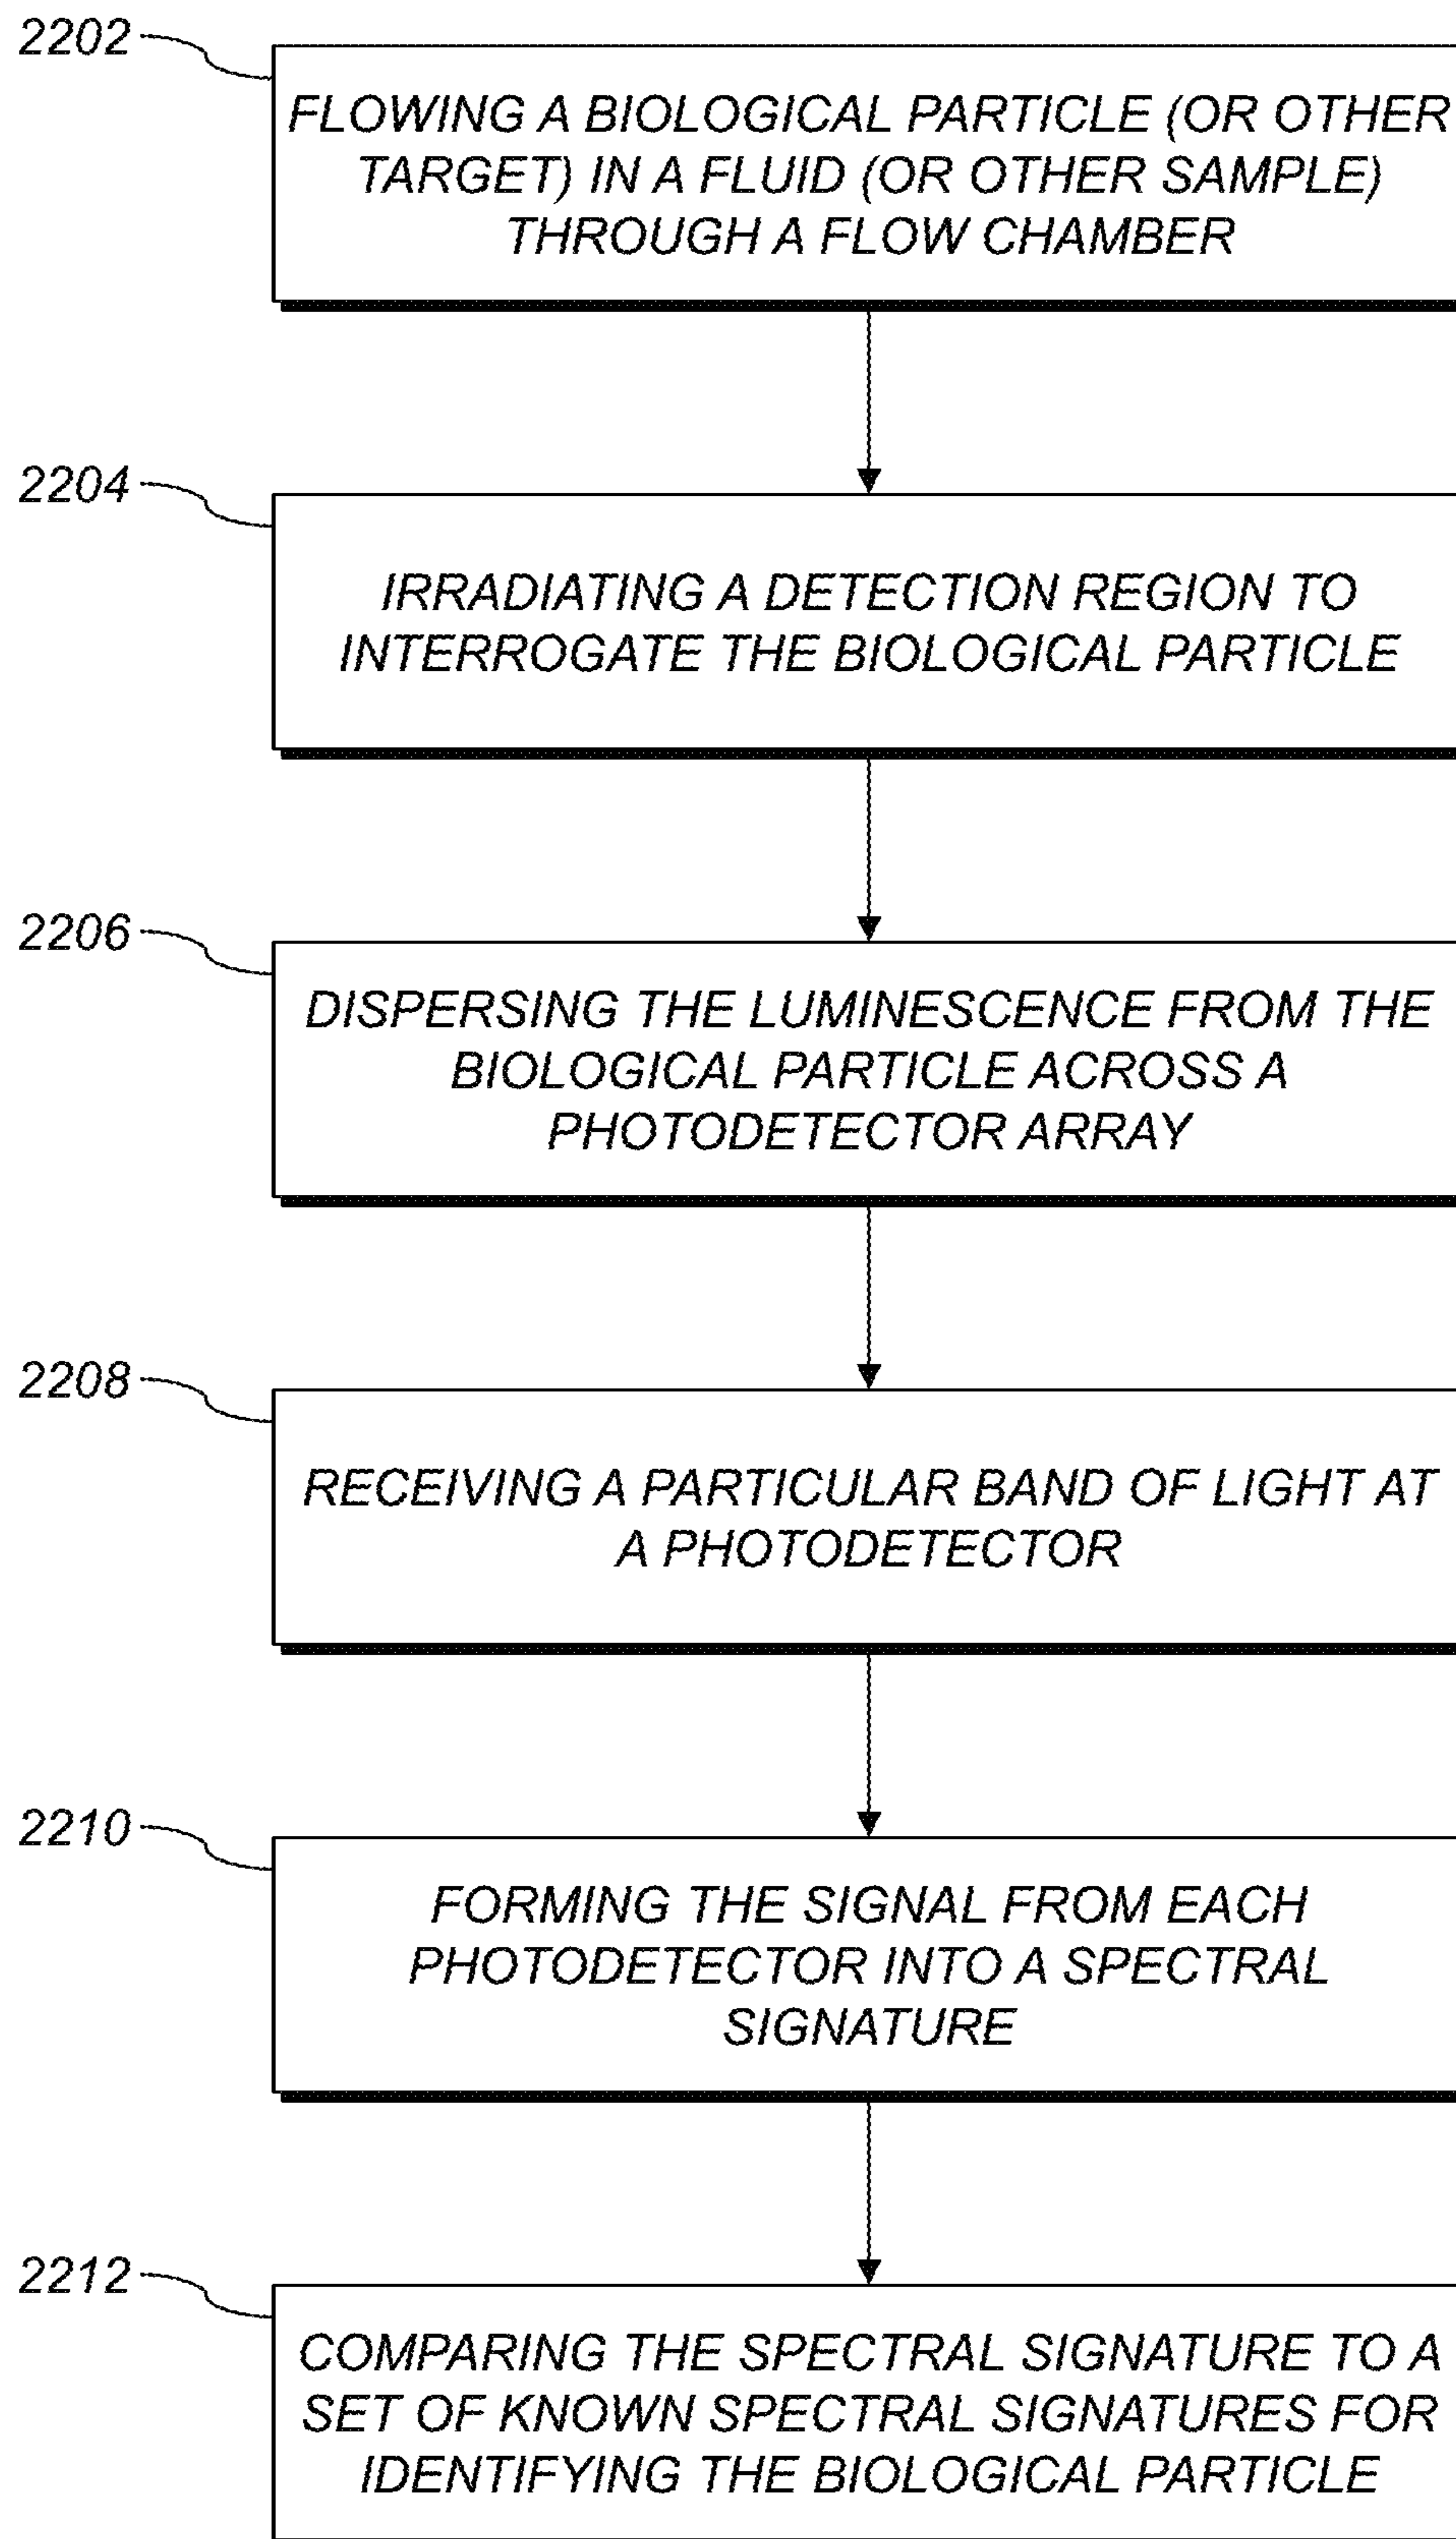 2202
FLOWING A BIOLOGICAL PARTICLE (OR OTHER
TARGET) IN A FLUID (OR OTHER SAMPLE)
THROUGH A FLOW CHAMBER
2204
IRRADIATING A DETECTION REGION TO
INTERROGATE THE BIOLOGICAL PARTICLE
2206
DISPERSING THE LUMINESCENCE FROM THE
BIOLOGICAL PARTICLE ACROSS A
PHOTODETECTOR ARRAY
2208
RECEIVING A PARTICULAR BAND OF LIGHT AT
A PHOTODETECTOR
2210
FORMING THE SIGNAL FROM EACH
PHOTODETECTOR INTO A SPECTRAL
SIGNATURE
2212
COMPARING THE SPECTRAL SIGNATURE TO A
SET OF KNOWN SPECTRAL SIGNATURES FOR
IDENTIFYING THE BIOLOGICAL PARTICLE